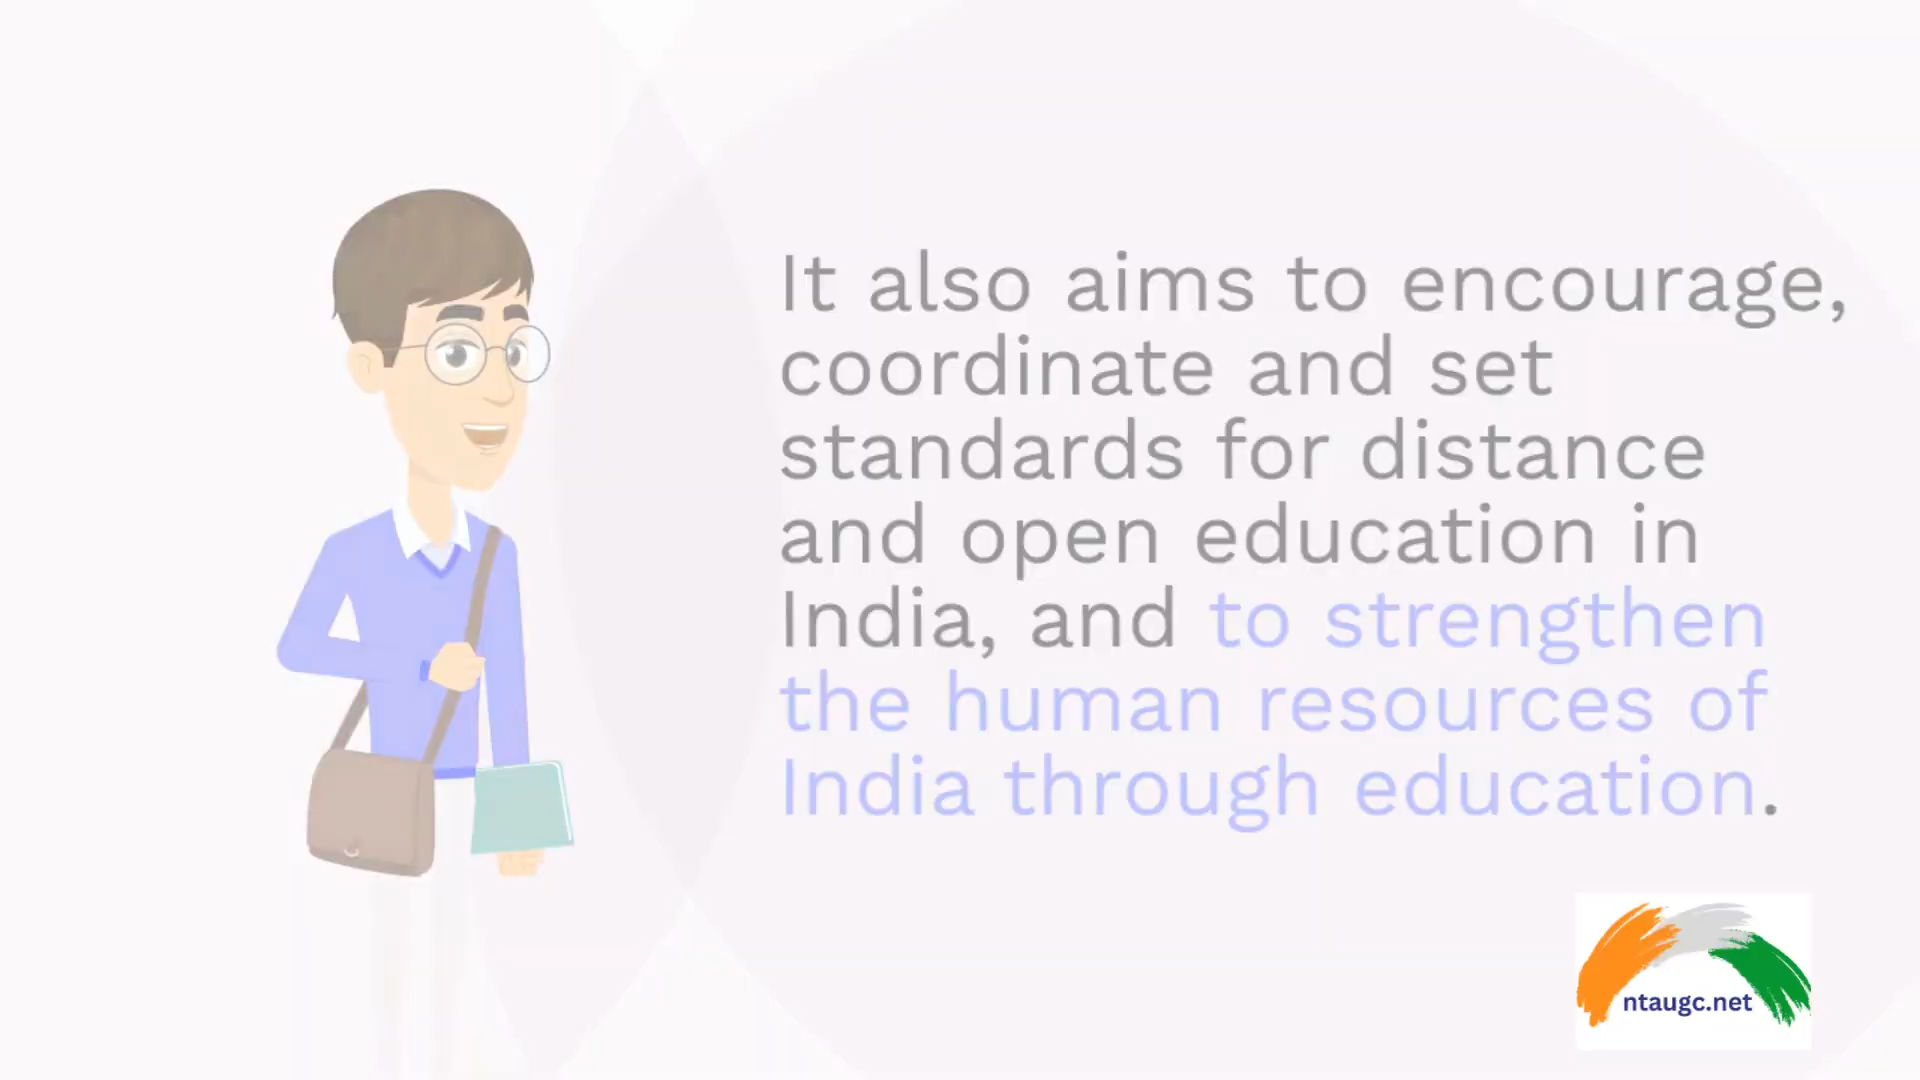 It also aims to encourage,
coordinate and set
standards for distance
and open education in
India, and to strengthen
the human resources of
India through education.
ntaugc.net